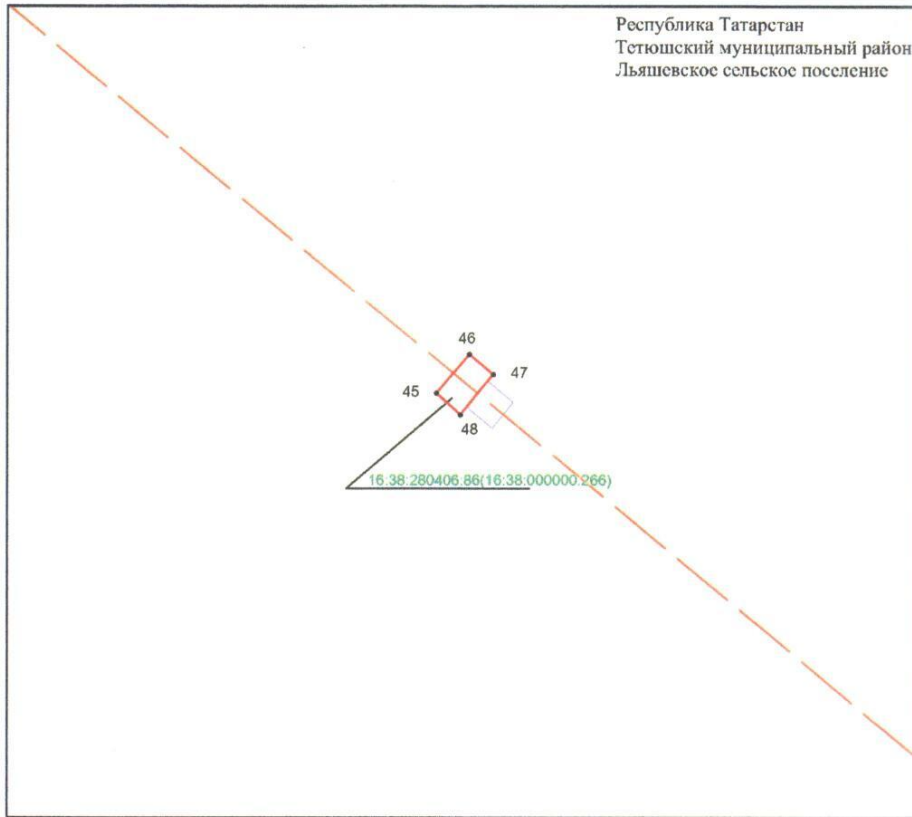 Республика Татарстан
Тетюшский муниципальный район
Льяшевское сельское поселение
46
47
45
48
16:38:280406:86(16:38:000000:266)